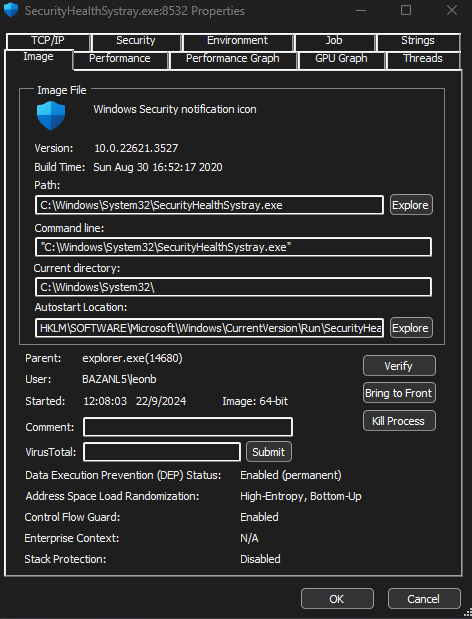 SecurityHealthSystray.exe:8532 Properties
TCP/IP Security Environment Job Strings
Image Performance Performance Graph GPU Graph Threads
Image File
Windows Security notification icon
Version: 10.0.22621.3527
Build Time: Sun Aug 30 16:52:17 2020
Path:
C:\Windows\System32\SecurityHealthSystray.exe Explore
Command line:
"C:\Windows\System32\SecurityHealthSystray.exe"
Current directory:
C:\Windows\System32\
Autostart Location:
HKLM\SOFTWARE\Microsoft\Windows\CurrentVersion\Run\SecurityHea Explore
Parent: explorer.exe(14680)
Verify
User: BAZANL5\leonb
Bring to Front
Started: 12:08:03 22/9/2024 Image: 64-bit
Kill Process
Comment:
VirusTotal: Submit
Data Execution Prevention (DEP) Status: Enabled (permanent)
Address Space Load Randomization: High-Entropy, Bottom-Up
Control Flow Guard: Enabled
Enterprise Context: N/A
Stack Protection: Disabled
OK Cancel